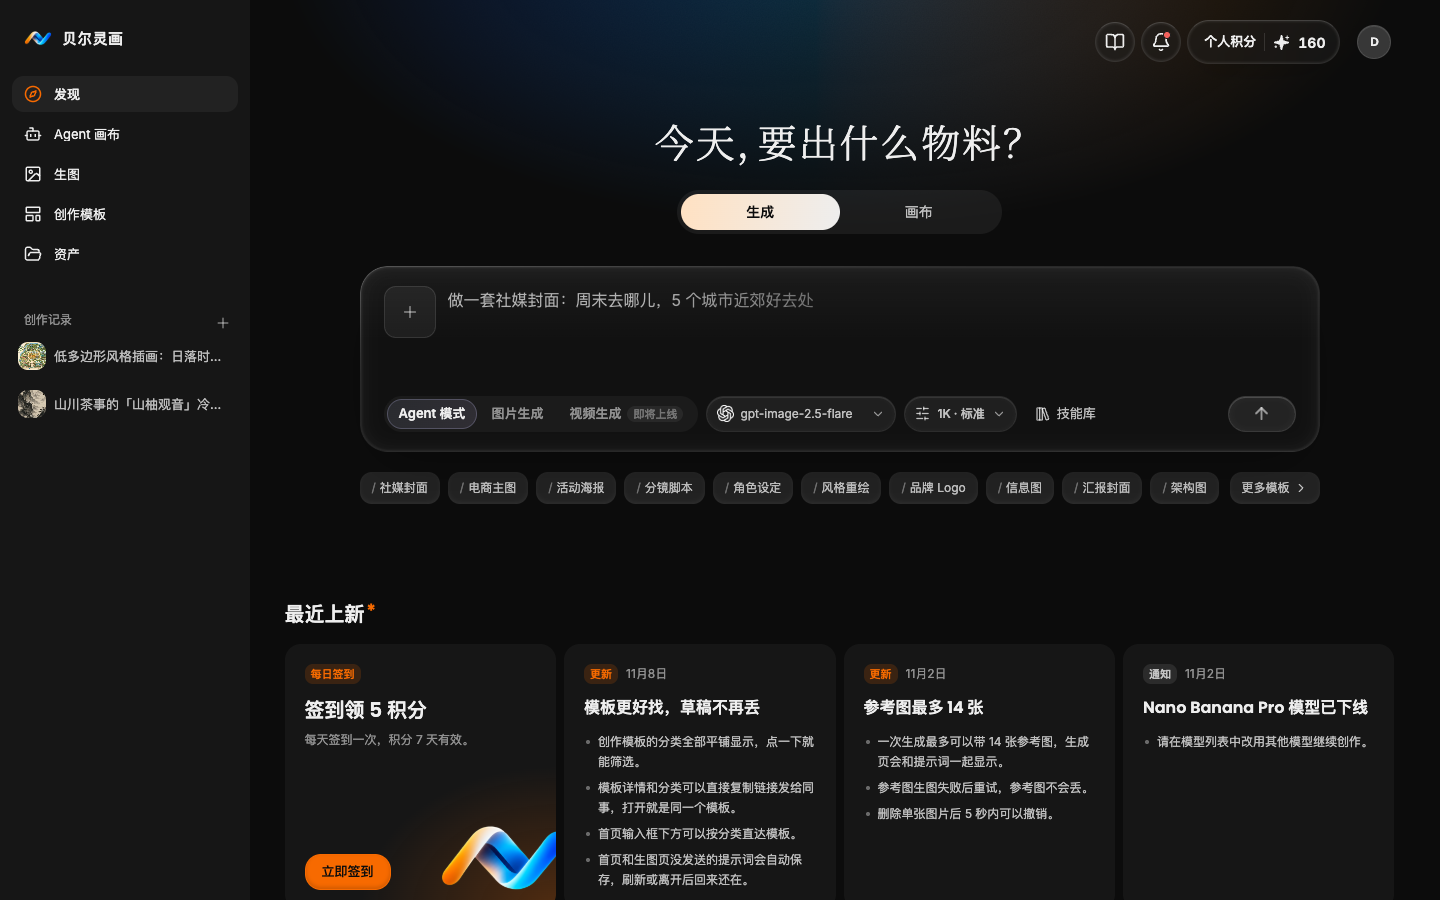 贝尔灵画
发现
Agent 画布
生图
创作模板
资产
创作记录
低多边形风格插画：日落时...
山川茶事的「山柚观音」冷...
个人积分
160
D
今天，要出什么物料？
生成
画布
做一套社媒封面：周末去哪儿，5 个城市近郊好去处
Agent 模式
图片生成
视频生成
即将上线
gpt-image-2.5-flare
1K · 标准
技能库
/ 社媒封面
/ 电商主图
/ 活动海报
/ 分镜脚本
/ 角色设定
/ 风格重绘
/ 品牌 Logo
/ 信息图
/ 汇报封面
/ 架构图
更多模板
最近上新*
每日签到
签到领 5 积分
每天签到一次，积分 7 天有效。
立即签到
更新 11月8日
模板更好找，草稿不再丢
• 创作模板的分类全部平铺显示，点一下就
能筛选。
• 模板详情和分类可以直接复制链接发给同
事，打开就是同一个模板。
• 首页输入框下方可以按分类直达模板。
• 首页和生图页没发送的提示词会自动保
存，刷新或离开后回来还在。
更新 11月2日
参考图最多 14 张
• 一次生成最多可以带 14 张参考图，生成
页会和提示词一起显示。
• 参考图生图失败后重试，参考图不会丢。
• 删除单张图片后 5 秒内可以撤销。
通知 11月2日
Nano Banana Pro 模型已下线
• 请在模型列表中改用其他模型继续创作。